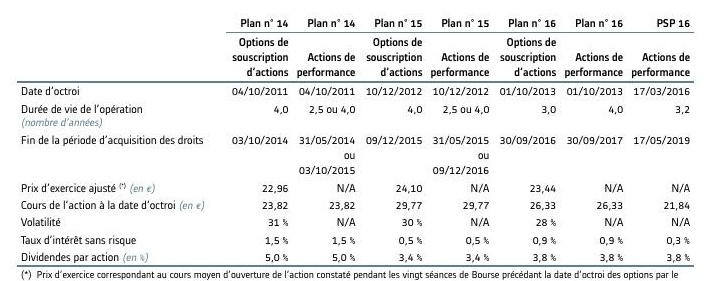 Plan n° 14 Plan n° 14 Plan n° 15 Plan n° 15 Plan n° 16 Plan n° 16 PSP 16
Options de souscription d'actions Actions de performance Options de souscription d'actions Actions de performance Options de souscription d'actions Actions de performance Actions de performance
Date d'octroi 04/10/2011 04/10/2011 10/12/2012 10/12/2012 01/10/2013 01/10/2013 17/03/2016
Durée de vie de l'opération 4,0 2,5 ou 4,0 4,0 2,5 ou 4,0 3,0 4,0 3,2
(nombre d'années)
Fin de la période d'acquisition des droits 03/10/2014 31/05/2014 ou 03/10/2015 09/12/2015 31/05/2015 ou 09/12/2016 30/09/2016 30/09/2017 17/05/2019
Prix d'exercice ajusté (*) (en €) 22,96 N/A 24,10 N/A 23,44 N/A N/A
Cours de l'action à la date d'octroi (en €) 23,82 23,82 29,77 29,77 26,33 26,33 21,84
Volatilité 31 % N/A 30 % N/A 28 % N/A N/A
Taux d'intérêt sans risque 1,5 % 1,5 % 0,5 % 0,5 % 0,9 % 0,9 % 0,3 %
Dividendes par action (en %) 5,0 % 5,0 % 3,4 % 3,4 % 3,8 % 3,8 % 3,8 %
(*) Prix d'exercice correspondant au cours moyen d'ouverture de l'action constaté pendant les vingt séances de Bourse précédant la date d'octroi des options par le